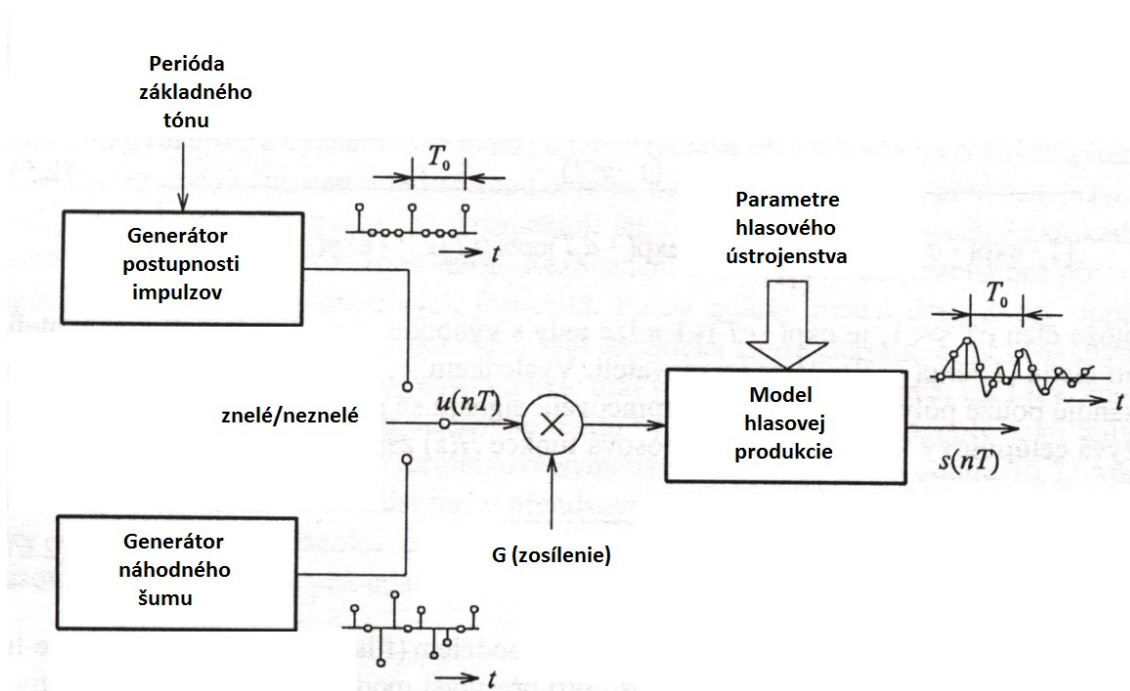 Perióda
základného
tónu
T₀
t
Generátor
postupnosti
impulzov
Parametre
hlasového
ústrojenstva
T₀
t
znelé/neznelé
u(nT)
Model
hlasovej
produkcie
s(nT)
G (zosílenie)
Generátor
náhodného
šumu
t